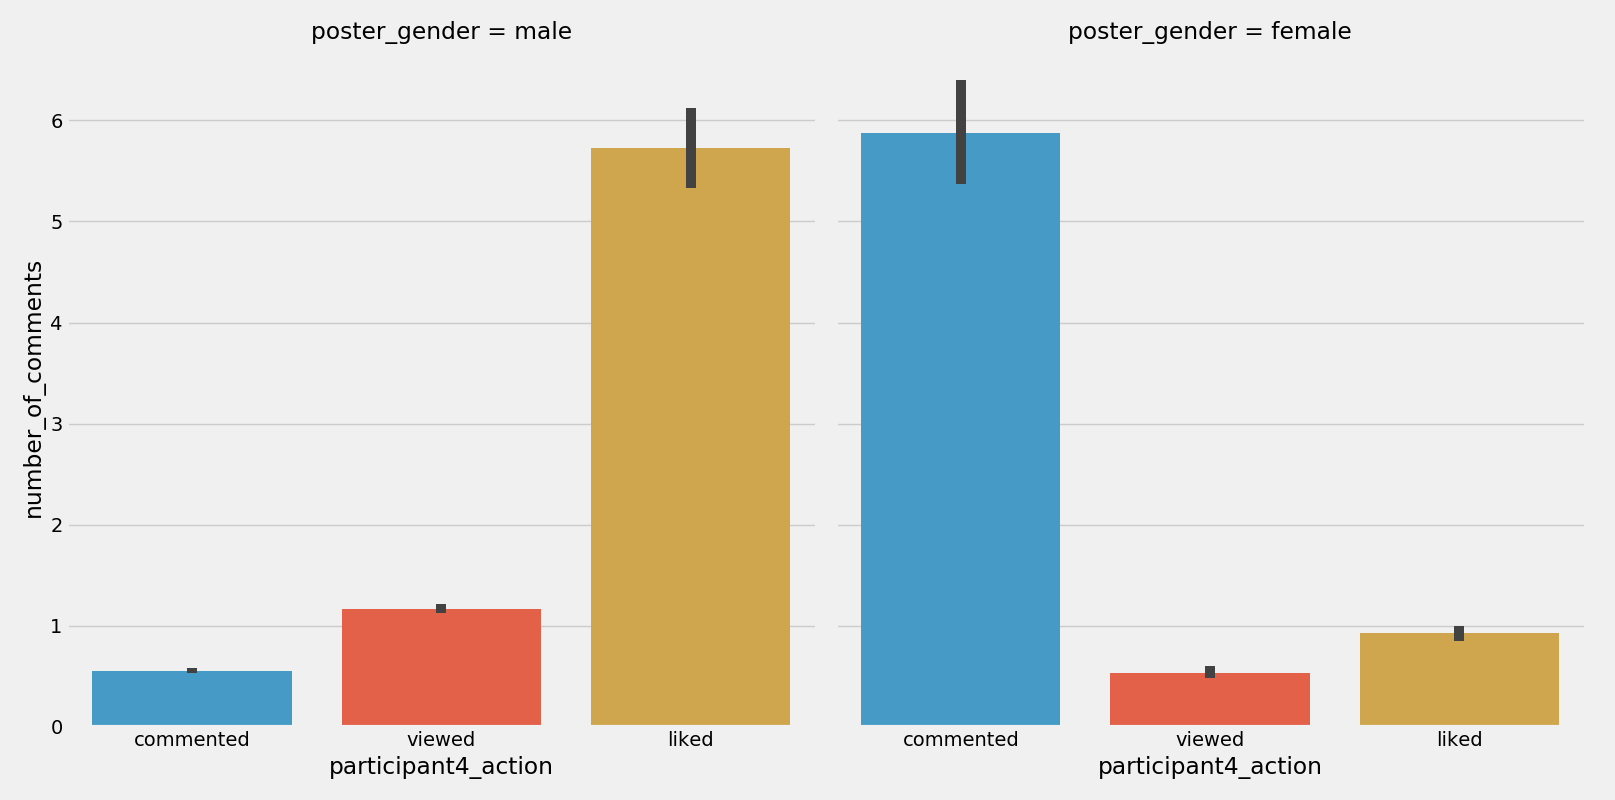 poster_gender = male
poster_gender = female
number_of_comments
6
5
4
3
2
1
0
commented viewed liked
commented viewed liked
participant4_action
participant4_action